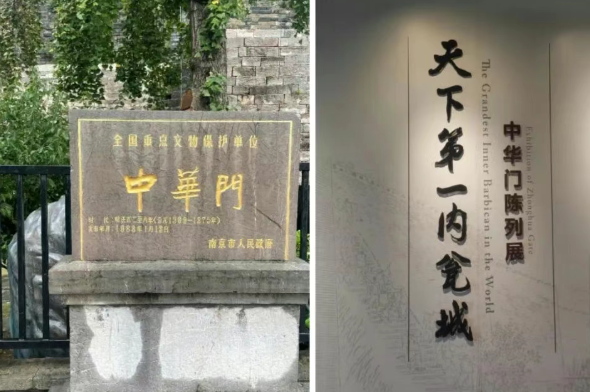 全国重点文物保护单位
中華門
南京市人民政府
天下第一内瓮城
The Grandest Inner Barbican in the World
中华门陈列展
Exhibition of Zhonghua Gate